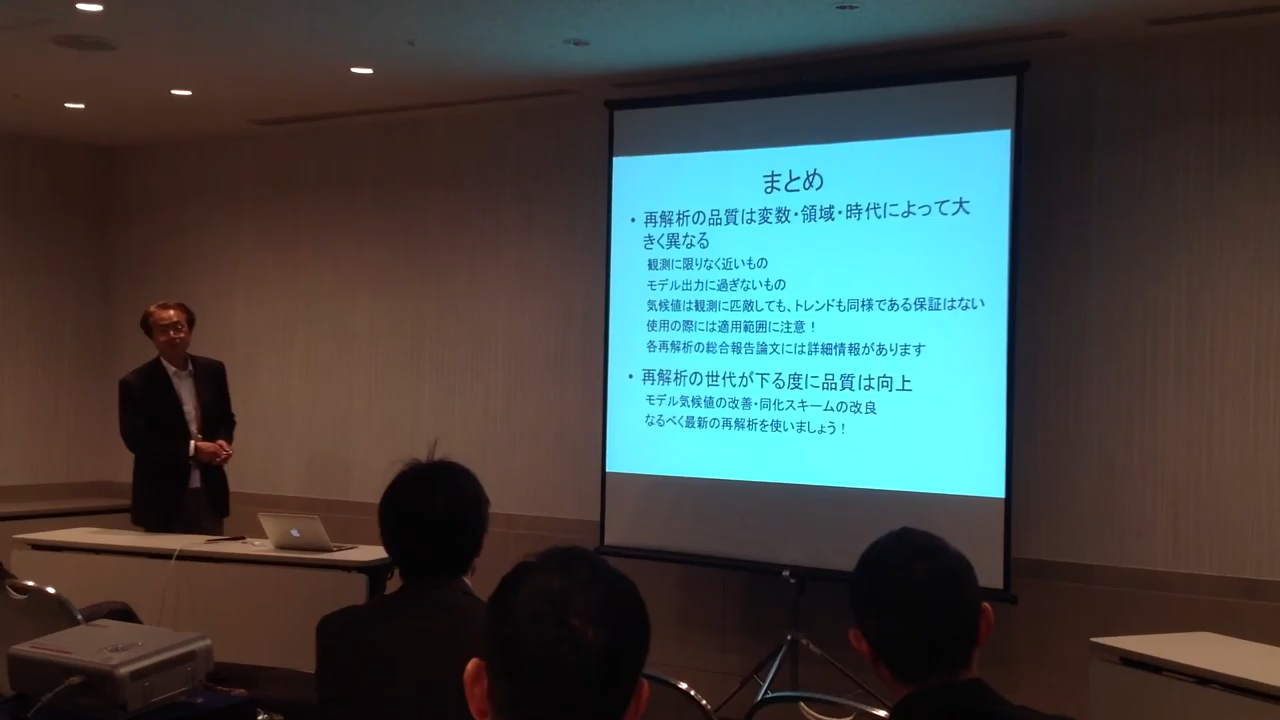 まとめ
・再解析の品質は変数・領域・時代によって大
きく異なる
観測に限りなく近いもの
モデル出力に過ぎないもの
気候値は観測に匹敵しても、トレンドも同様である保証はない
使用の際には適用範囲に注意！
各再解析の総合報告論文には詳細情報があります
・再解析の世代が下る度に品質は向上
モデル気候値の改善・同化スキームの改良
なるべく最新の再解析を使いましょう！